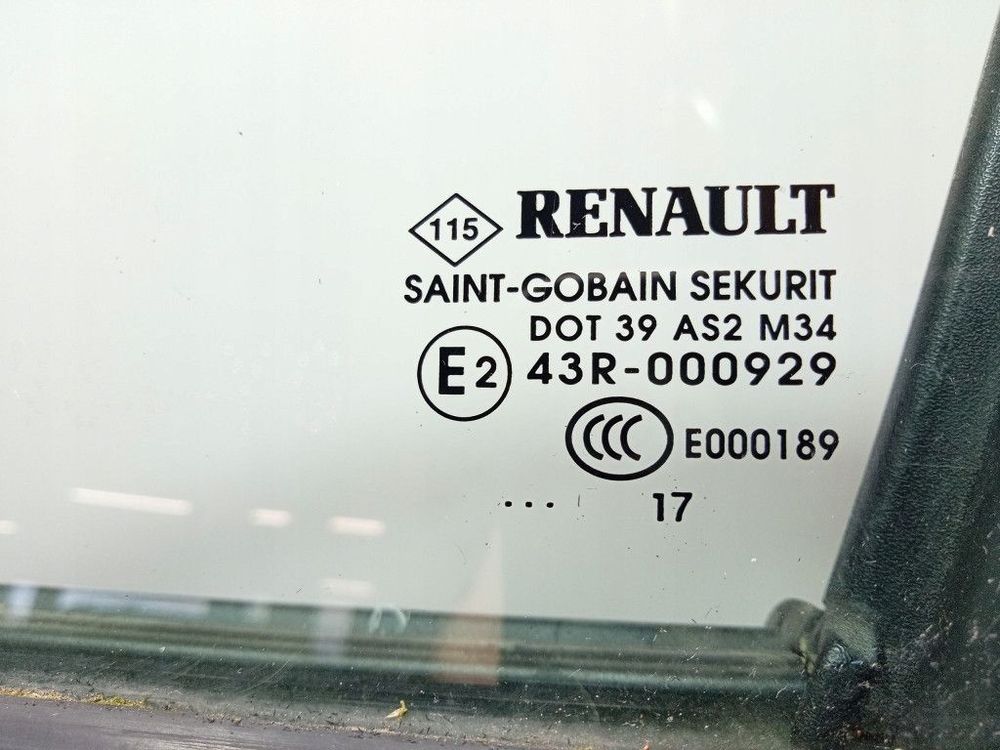 115 RENAULT
SAINT-GOBAIN SEKURIT
DOT 39 AS2 M34
E2 43R-000929
CCC E000189
... 17